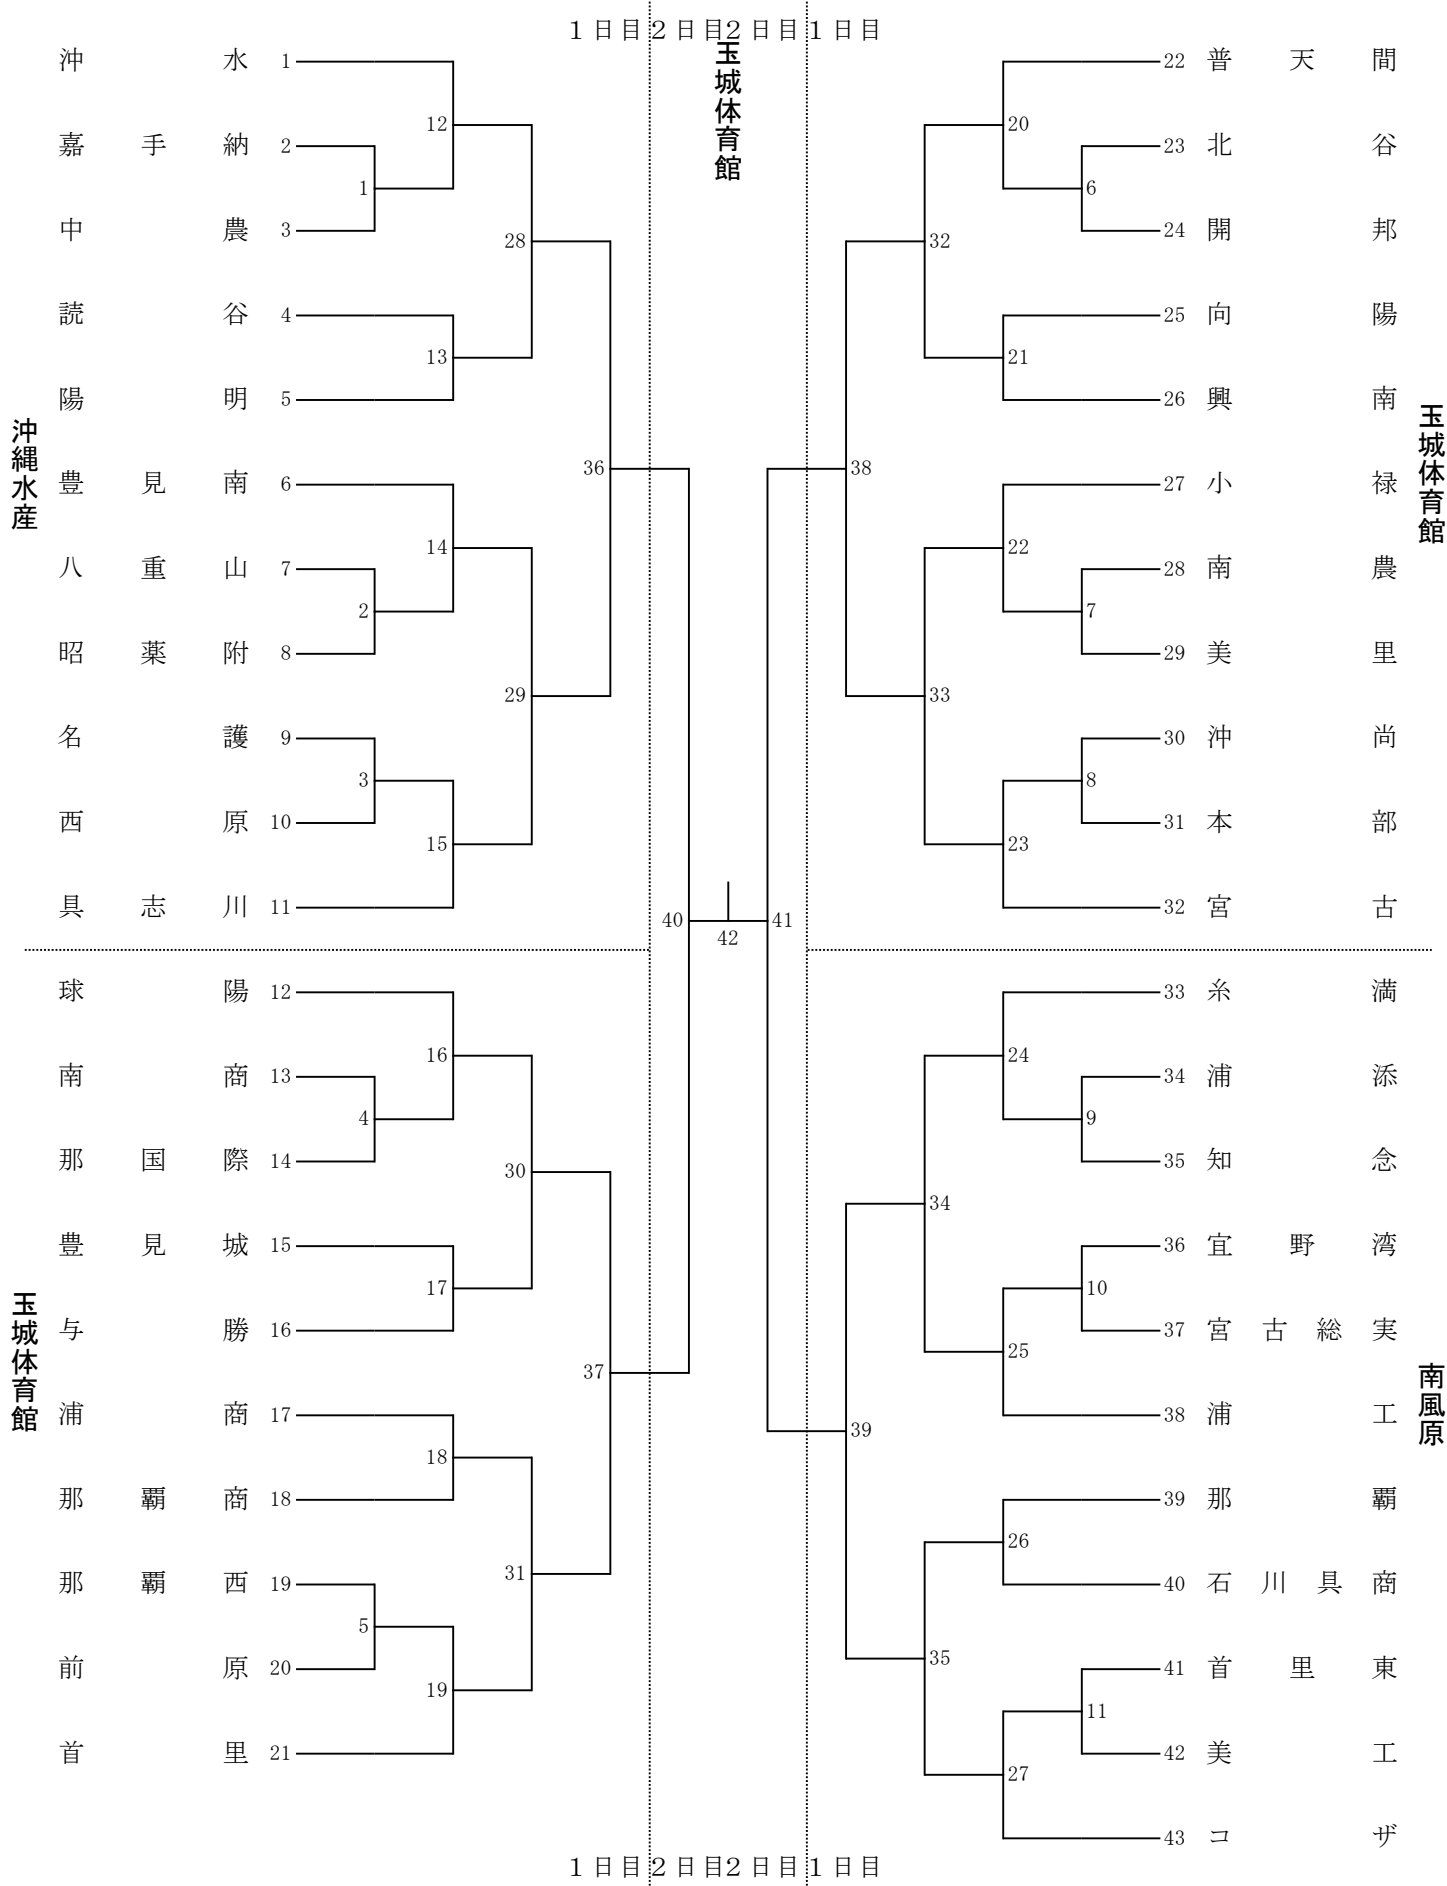 1日目 2日目 2日目 1日目
玉城体育館
沖縄水産
沖水 1
嘉手納 2
中農 3
読谷 4
陽明 5
豊見南 6
八重山 7
昭薬附 8
名護 9
西原 10
具志川 11
1
2
3
12
13
14
15
28
29
36
玉城体育館
球陽 12
南商 13
那国際 14
豊見城 15
与勝 16
浦商 17
那覇商 18
那覇西 19
前原 20
首里 21
4
5
16
17
18
19
30
31
37
40
42
41
玉城体育館
22 普天間
23 北谷
24 開邦
25 向陽
26 興南
27 小禄
28 南農
29 美里
30 沖尚
31 本部
32 宮古
6
7
8
20
21
22
23
32
33
38
南風原
33 糸満
34 浦添
35 知念
36 宜野湾
37 宮古総実
38 浦工
39 那覇
40 石川具商
41 首里東
42 美工
43 コザ
9
10
11
24
25
26
27
34
35
39
1日目 2日目 2日目 1日目